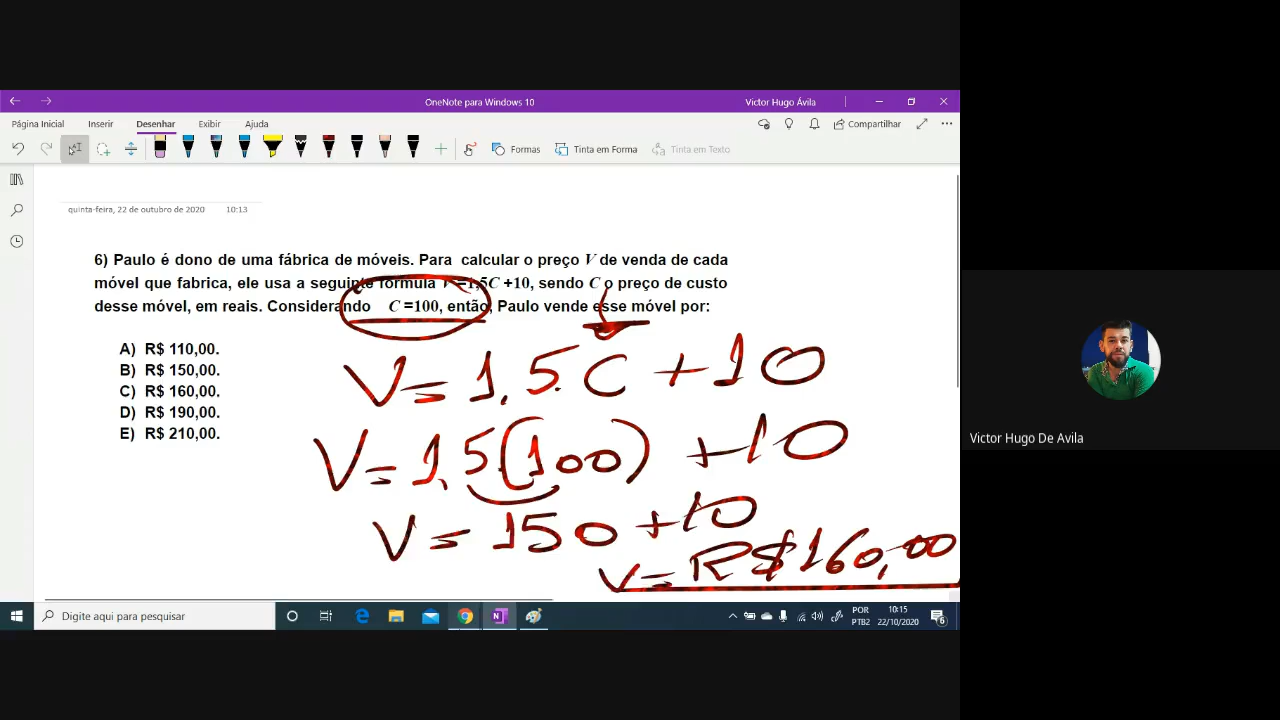 OneNote para Windows 10
Victor Hugo Ávila
Página Inicial Inserir Desenhar Exibir Ajuda
Compartilhar
Formas Tinta em Forma Tinta em Texto
quinta-feira, 22 de outubro de 2020 10:13
6) Paulo é dono de uma fábrica de móveis. Para calcular o preço V de venda de cada
móvel que fabrica, ele usa a seguinte fórmula V =1,5C +10, sendo C o preço de custo
desse móvel, em reais. Considerando C =100, então, Paulo vende esse móvel por:
A) R$ 110,00.
B) R$ 150,00.
C) R$ 160,00.
D) R$ 190,00.
E) R$ 210,00.
V = 1,5.C + 10
V = 1,5.(100) + 10
V = 150 + 10
V = R$ 160,00
Victor Hugo De Avila
Digite aqui para pesquisar
POR
PTB2
10:15
22/10/2020
6